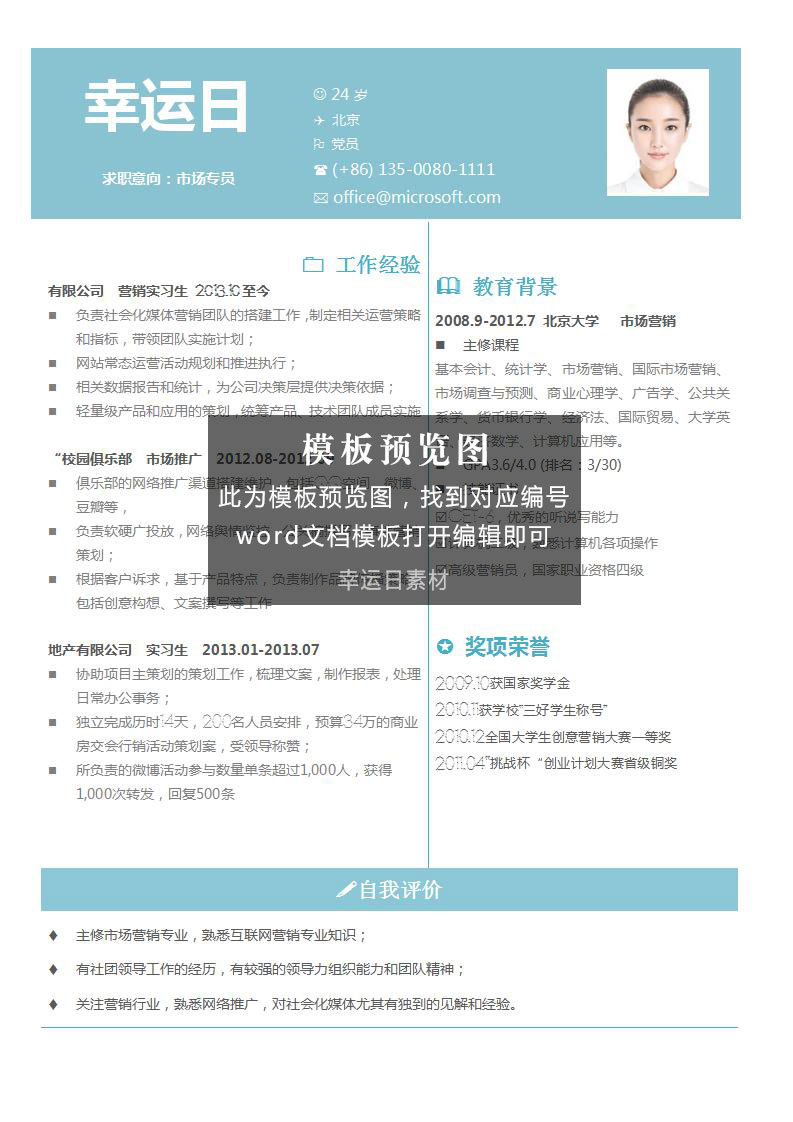 幸运日
求职意向：市场专员
24 岁
北京
党员
(+86) 135-0080-1111
office@microsoft.com
工作经验
有限公司 营销实习生 2013.10至今
负责社会化媒体营销团队的搭建工作，制定相关运营策略
和指标，带领团队实施计划；
网站常态运营活动规划和推进执行；
相关数据报告和统计，为公司决策层提供决策依据；
轻量级产品和应用的策划，统筹产品、技术团队成员实施
“校园俱乐部 市场推广 2012.08-201
俱乐部的网络推广渠道搭建维护，包括QQ空间、微博、
豆瓣等，
负责软硬广投放，网络舆情监控，
策划；
根据客户诉求，基于产品特点，负责制作品
包括创意构想、文案撰写等工作
地产有限公司 实习生 2013.01-2013.07
协助项目主策划的策划工作，梳理文案，制作报表，处理
日常办公事务；
独立完成历时14天，200名人员安排，预算34万的商业
房交会行销活动策划案，受领导称赞；
所负责的微博活动参与数量单条超过1,000人，获得
1,000次转发，回复500条
教育背景
2008.9-2012.7 北京大学 市场营销
主修课程
基本会计、统计学、市场营销、国际市场营销、
市场调查与预测、商业心理学、广告学、公共关
系学、货币银行学、经济法、国际贸易、大学英
数学、计算机应用等。
GPA3.6/4.0 (排名：3/30)
CET-6，优秀的听说写能力
悉计算机各项操作
高级营销员，国家职业资格四级
模板预览图
此为模板预览图，找到对应编号
word文档模板打开编辑即可
幸运日素材
奖项荣誉
2009.10获国家奖学金
2010.11获学校”三好学生称号”
2010.12全国大学生创意营销大赛一等奖
2011.04”挑战杯“创业计划大赛省级铜奖
自我评价
主修市场营销专业，熟悉互联网营销专业知识；
有社团领导工作的经历，有较强的领导力组织能力和团队精神；
关注营销行业，熟悉网络推广，对社会化媒体尤其有独到的见解和经验。